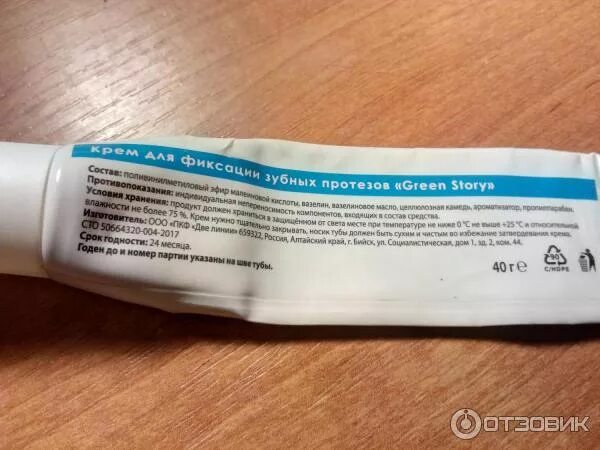 крем для фиксации зубных протезов «Green Story»
Состав: поливинилметиловый эфир малеиновой кислоты, вазелин, вазелиновое масло, целлюлозная камедь, ароматизатор, пропилпарабен.
Противопоказания: индивидуальная непереносимость компонентов, входящих в состав средства.
Условия хранения: продукт должен храниться в защищённом от света месте при температуре не ниже 0 °С не выше +25 °С и относительной
влажности не более 75 %. Крем нужно тщательно закрывать, носик тубы должен быть сухим и чистым во избежание затвердевания крема.
Изготовитель: ООО «ПКФ «Две линии» 659322, Россия, Алтайский край, г. Бийск, ул. Социалистическая, дом 1, зд. 2, ком. 44.
СТО 50664320-004-2017
Срок годности: 24 месяца.
Годен до и номер партии указаны на шве тубы.
40 г e
90
C/HDPE
ОТЗОВИК